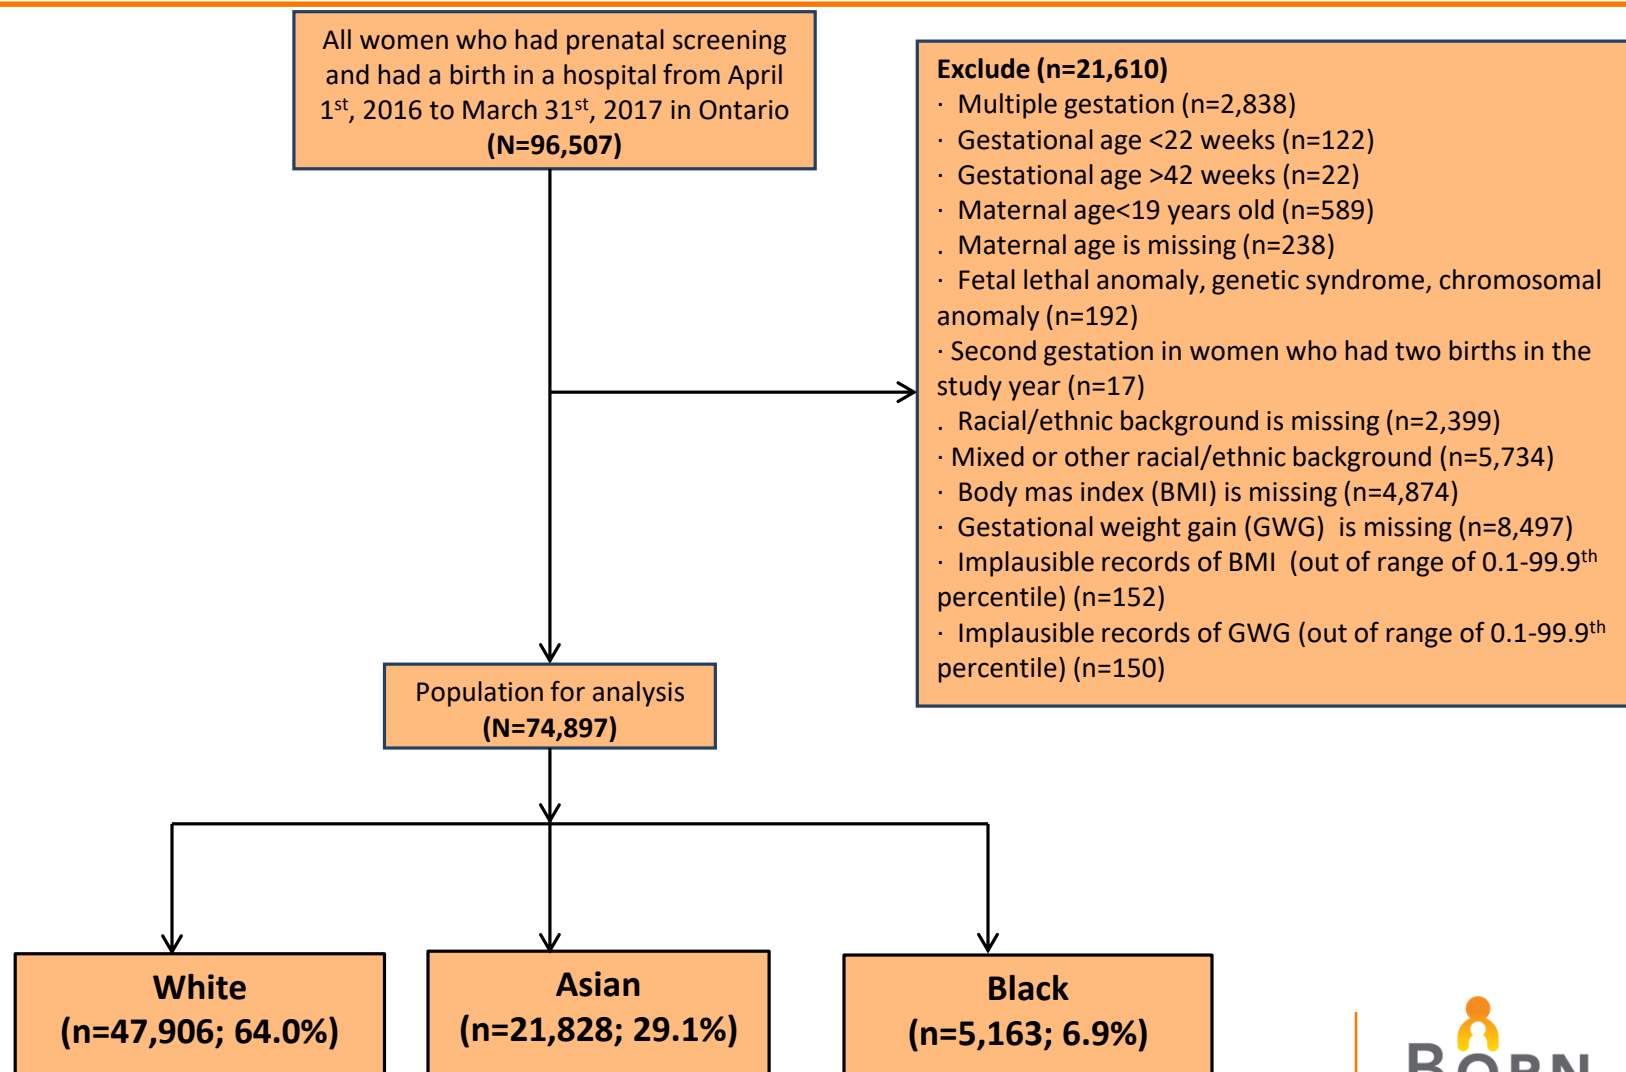 All women who had prenatal screening
and had a birth in a hospital from April
1st, 2016 to March 31st, 2017 in Ontario
(N=96,507)
Exclude (n=21,610)
· Multiple gestation (n=2,838)
· Gestational age <22 weeks (n=122)
· Gestational age >42 weeks (n=22)
· Maternal age<19 years old (n=589)
. Maternal age is missing (n=238)
· Fetal lethal anomaly, genetic syndrome, chromosomal
anomaly (n=192)
· Second gestation in women who had two births in the
study year (n=17)
. Racial/ethnic background is missing (n=2,399)
· Mixed or other racial/ethnic background (n=5,734)
· Body mas index (BMI) is missing (n=4,874)
· Gestational weight gain (GWG) is missing (n=8,497)
· Implausible records of BMI (out of range of 0.1-99.9th
percentile) (n=152)
· Implausible records of GWG (out of range of 0.1-99.9th
percentile) (n=150)
Population for analysis
(N=74,897)
White
(n=47,906; 64.0%)
Asian
(n=21,828; 29.1%)
Black
(n=5,163; 6.9%)
BORN